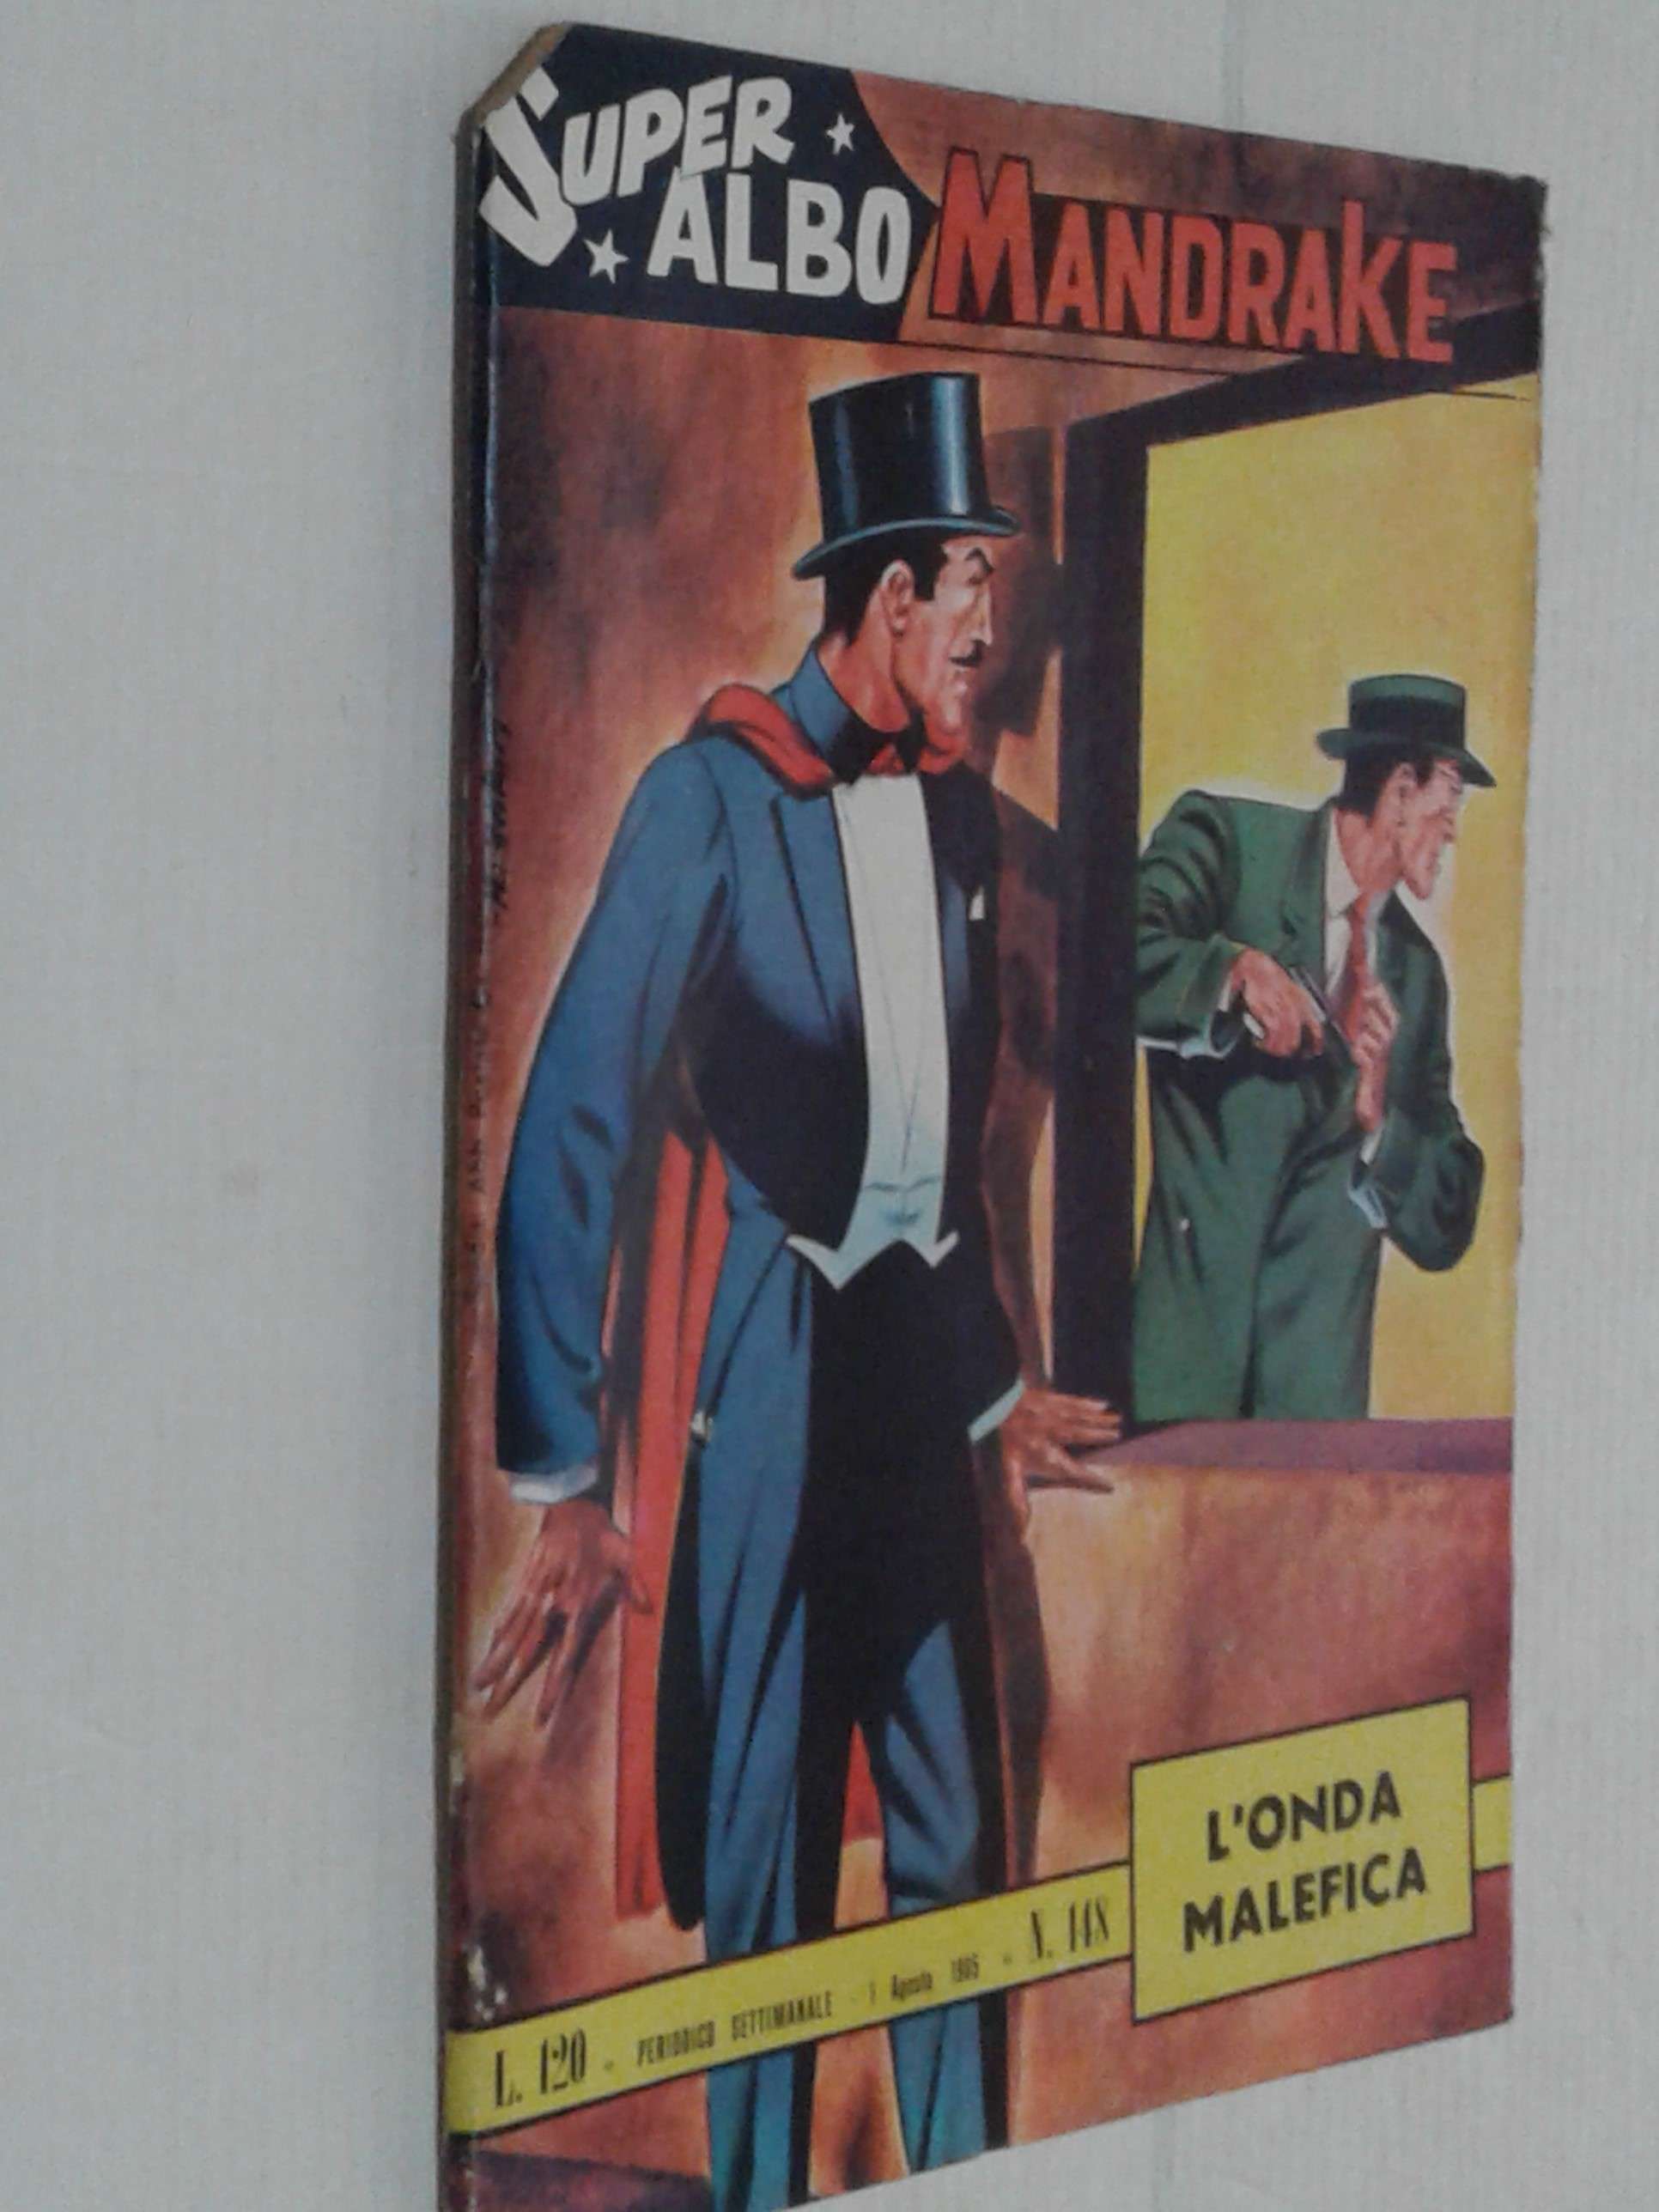 SUPER
ALBO
MANDRAKE
L'ONDA
MALEFICA
L. 120 - PERIODICO SETTIMANALE - 1 Agosto 1965 - N. 148